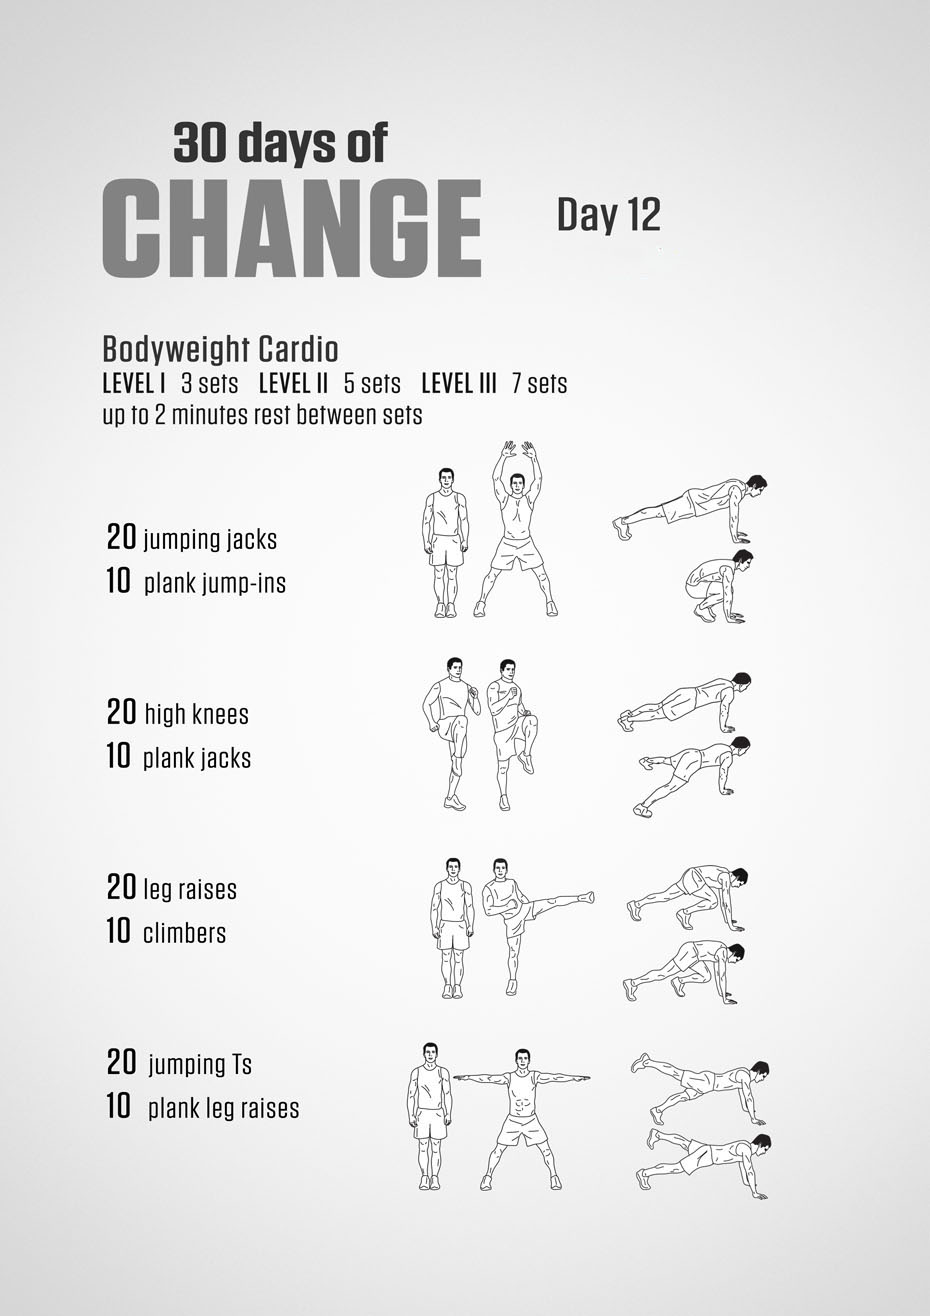 30 days of
CHANGE
Day 12
Bodyweight Cardio
LEVEL I 3 sets LEVEL II 5 sets LEVEL III 7 sets
up to 2 minutes rest between sets
20 jumping jacks
10 plank jump-ins
20 high knees
10 plank jacks
20 leg raises
10 climbers
20 jumping Ts
10 plank leg raises